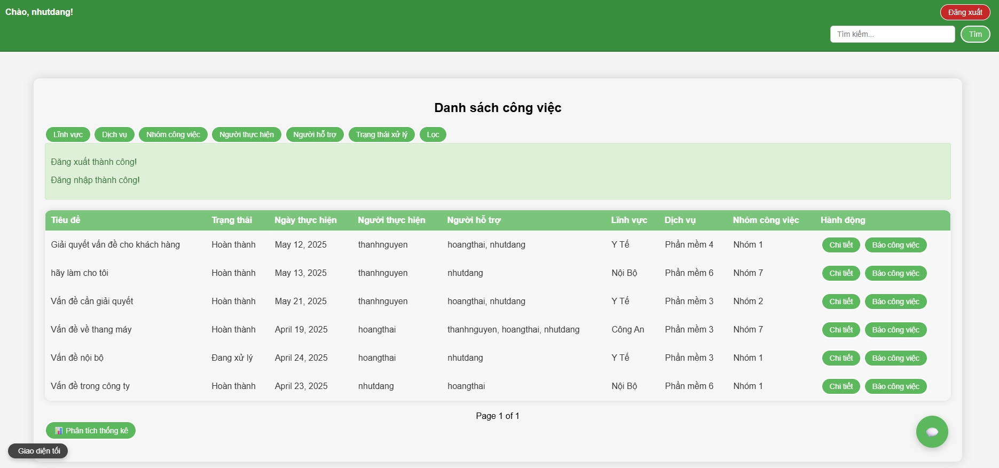 Chào, nhutdang!
Đăng xuất
Tìm kiếm...
Tìm
Danh sách công việc
Lĩnh vực Dịch vụ Nhóm công việc Người thực hiện Người hỗ trợ Trạng thái xử lý Lọc
Đăng xuất thành công!
Đăng nhập thành công!
Tiêu đề Trạng thái Ngày thực hiện Người thực hiện Người hỗ trợ Lĩnh vực Dịch vụ Nhóm công việc Hành động
Giải quyết vấn đề cho khách hàng Hoàn thành May 12, 2025 thanhnguyen hoangthai, nhutdang Y Tế Phần mềm 4 Nhóm 1 Chi tiết Báo công việc
hãy làm cho tôi Hoàn thành May 13, 2025 thanhnguyen nhutdang Nội Bộ Phần mềm 6 Nhóm 7 Chi tiết Báo công việc
Vấn đề cần giải quyết Hoàn thành May 21, 2025 thanhnguyen hoangthai, nhutdang Y Tế Phần mềm 3 Nhóm 2 Chi tiết Báo công việc
Vấn đề về thang máy Hoàn thành April 19, 2025 hoangthai thanhnguyen, hoangthai, nhutdang Công An Phần mềm 3 Nhóm 7 Chi tiết Báo công việc
Vấn đề nội bộ Đang xử lý April 24, 2025 hoangthai nhutdang Y Tế Phần mềm 3 Nhóm 1 Chi tiết Báo công việc
Vấn đề trong công ty Hoàn thành April 23, 2025 nhutdang hoangthai Nội Bộ Phần mềm 6 Nhóm 1 Chi tiết Báo công việc
Page 1 of 1
Phân tích thống kê
Giao diện tối